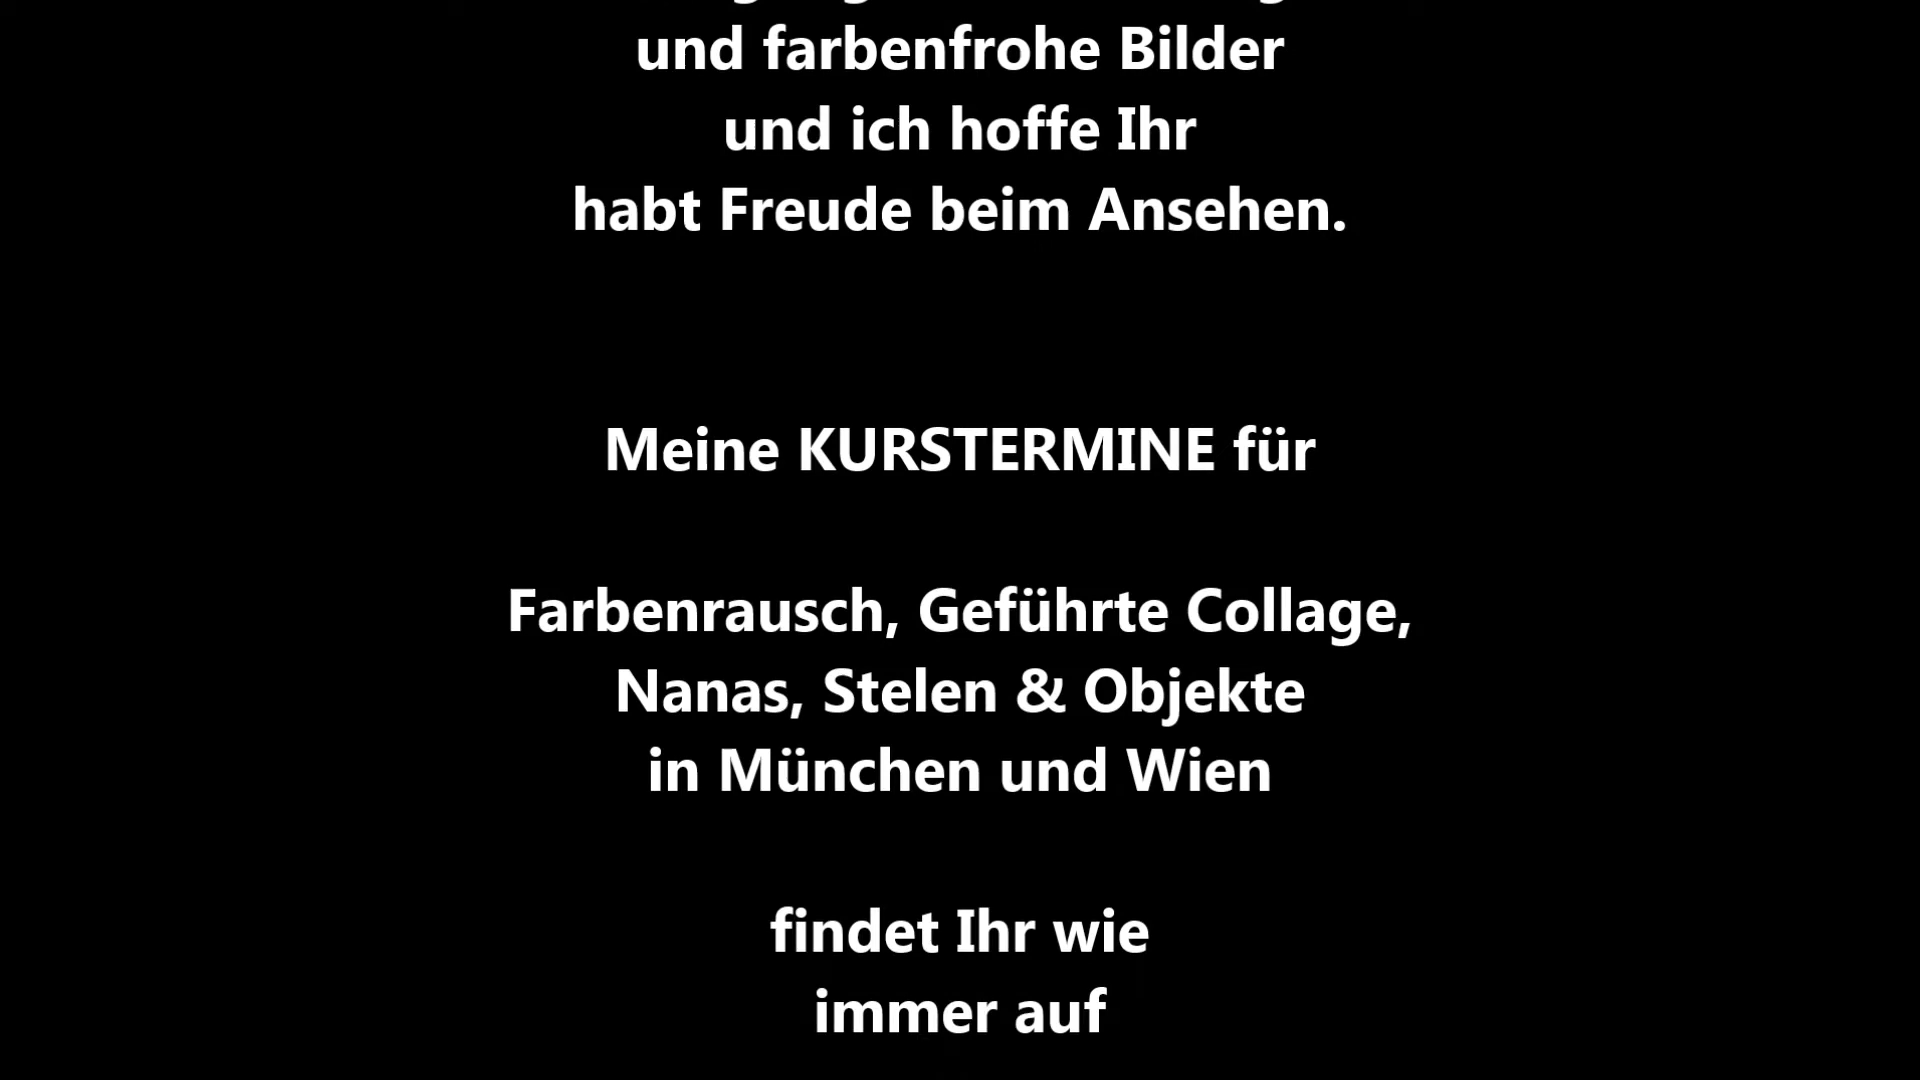 und farbenfrohe Bilder
und ich hoffe Ihr
habt Freude beim Ansehen.
Meine KURSTERMINE für
Farbenrausch, Geführte Collage,
Nanas, Stelen & Objekte
in München und Wien
findet Ihr wie
immer auf